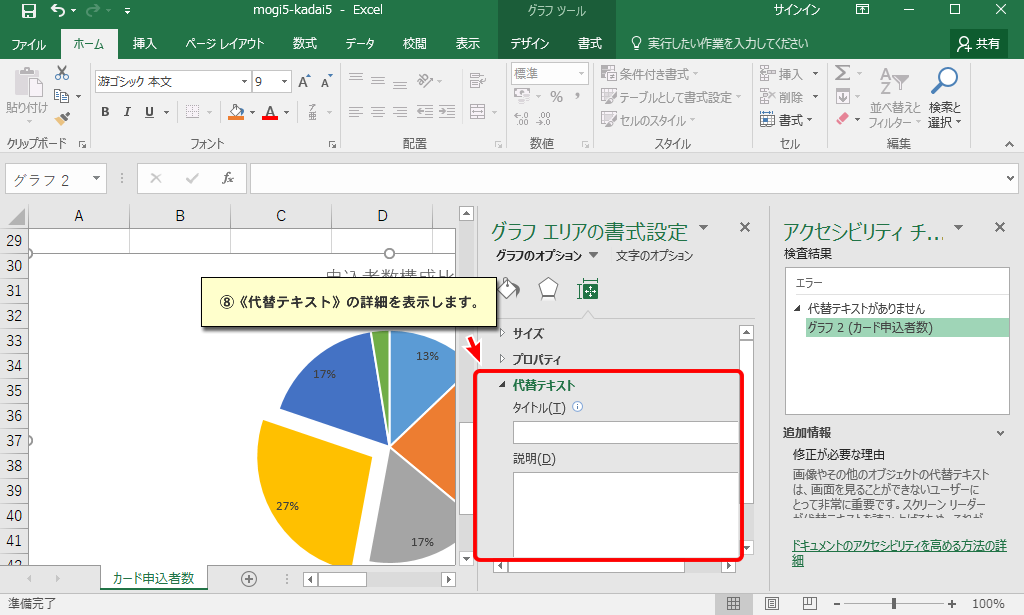 mogi5-kadai5 - Excel
グラフ ツール
サインイン
ファイル ホーム 挿入 ページ レイアウト 数式 データ 校閲 表示 デザイン 書式 実行したい作業を入力してください 共有
貼り付け
クリップボード
游ゴシック 本文 9 A A
B I U A
フォント
配置
標準
% ,
数値
条件付き書式
テーブルとして書式設定
セルのスタイル
スタイル
挿入
削除
書式
セル
並べ替えと
フィルター
検索と
選択
編集
グラフ 2
fx
A B C D
29
30
31
32
33
34
35
36
37
38
39
40
41
42
申込者数構成比
⑧《代替テキスト》の詳細を表示します。
13%
17%
27%
17%
グラフ エリアの書式設定
グラフのオプション 文字のオプション
サイズ
プロパティ
代替テキスト
タイトル(T)
説明(D)
アクセシビリティ チ...
検査結果
エラー
代替テキストがありません
グラフ 2 (カード申込者数)
追加情報
修正が必要な理由
画像やその他のオブジェクトの代替テキスト
は、画面を見ることができないユーザーに
とって非常に重要です。スクリーン リーダー
が代替テキストを読み上げるため、それが
ドキュメントのアクセシビリティを高める方法の詳
細
カード申込者数
準備完了
100%